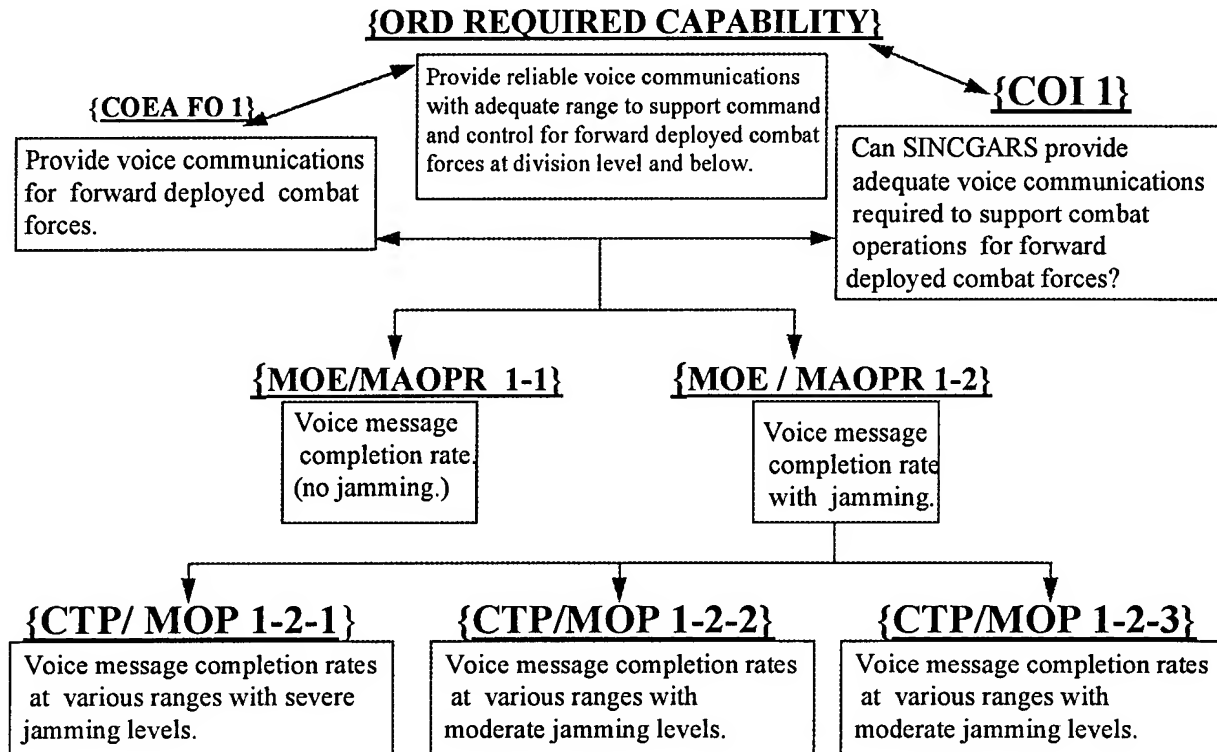 {ORD REQUIRED CAPABILITY}
Provide reliable voice communications
with adequate range to support command
and control for forward deployed combat
forces at division level and below.
{COEA FO 1}
Provide voice communications
for forward deployed combat
forces.
{COI 1}
Can SINCGARS provide
adequate voice communications
required to support combat
operations for forward
deployed combat forces?
{MOE/MAOPR 1-1}
Voice message
completion rate.
(no jamming.)
{MOE / MAOPR 1-2}
Voice message
completion rate
with jamming.
{CTP/ MOP 1-2-1}
Voice message completion rates
at various ranges with severe
jamming levels.
{CTP/MOP 1-2-2}
Voice message completion rates
at various ranges with
moderate jamming levels.
{CTP/MOP 1-2-3}
Voice message completion rates
at various ranges with
moderate jamming levels.